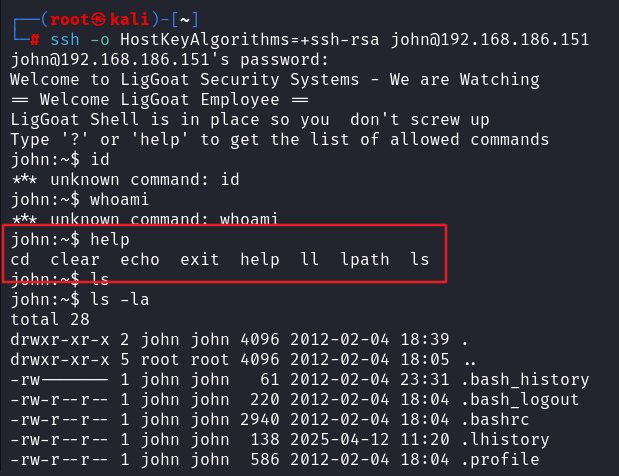 ┌──(root㉿kali)-[~]
└─# ssh -o HostKeyAlgorithms=+ssh-rsa john@192.168.186.151
john@192.168.186.151's password:
Welcome to LigGoat Security Systems - We are Watching
== Welcome LigGoat Employee ==
LigGoat Shell is in place so you  don't screw up
Type '?' or 'help' to get the list of allowed commands
john:~$ id
*** unknown command: id
john:~$ whoami
*** unknown command: whoami
john:~$ help
cd  clear  echo  exit  help  ll  lpath  ls
john:~$ ls
john:~$ ls -la
total 28
drwxr-xr-x 2 john john 4096 2012-02-04 18:39 .
drwxr-xr-x 5 root root 4096 2012-02-04 18:05 ..
-rw------- 1 john john   61 2012-02-04 23:31 .bash_history
-rw-r--r-- 1 john john  220 2012-02-04 18:04 .bash_logout
-rw-r--r-- 1 john john 2940 2012-02-04 18:04 .bashrc
-rw-r--r-- 1 john john  138 2025-04-12 11:20 .lhistory
-rw-r--r-- 1 john john  586 2012-02-04 18:04 .profile